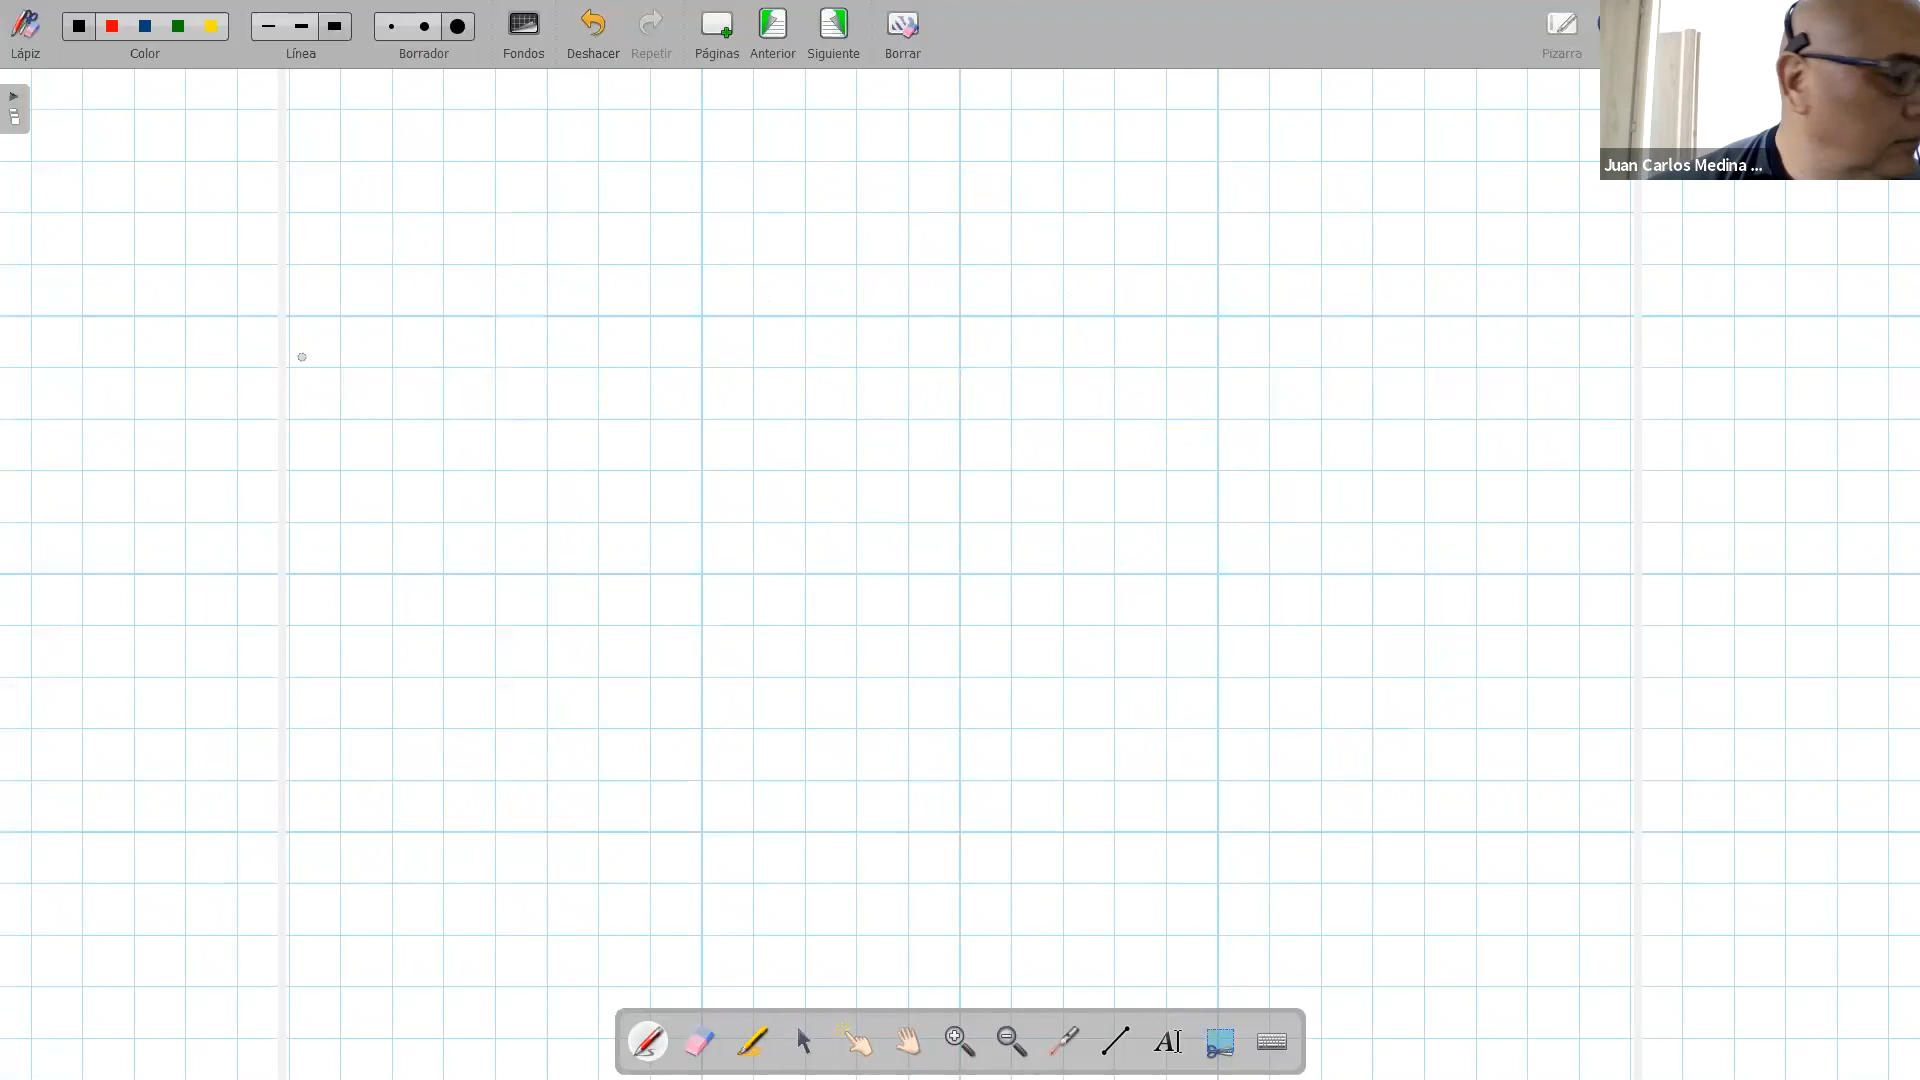 Lápiz Color Línea Borrador Fondos Deshacer Repetir Páginas Anterior Siguiente Borrar Pizarra
Juan Carlos Medina ...
A